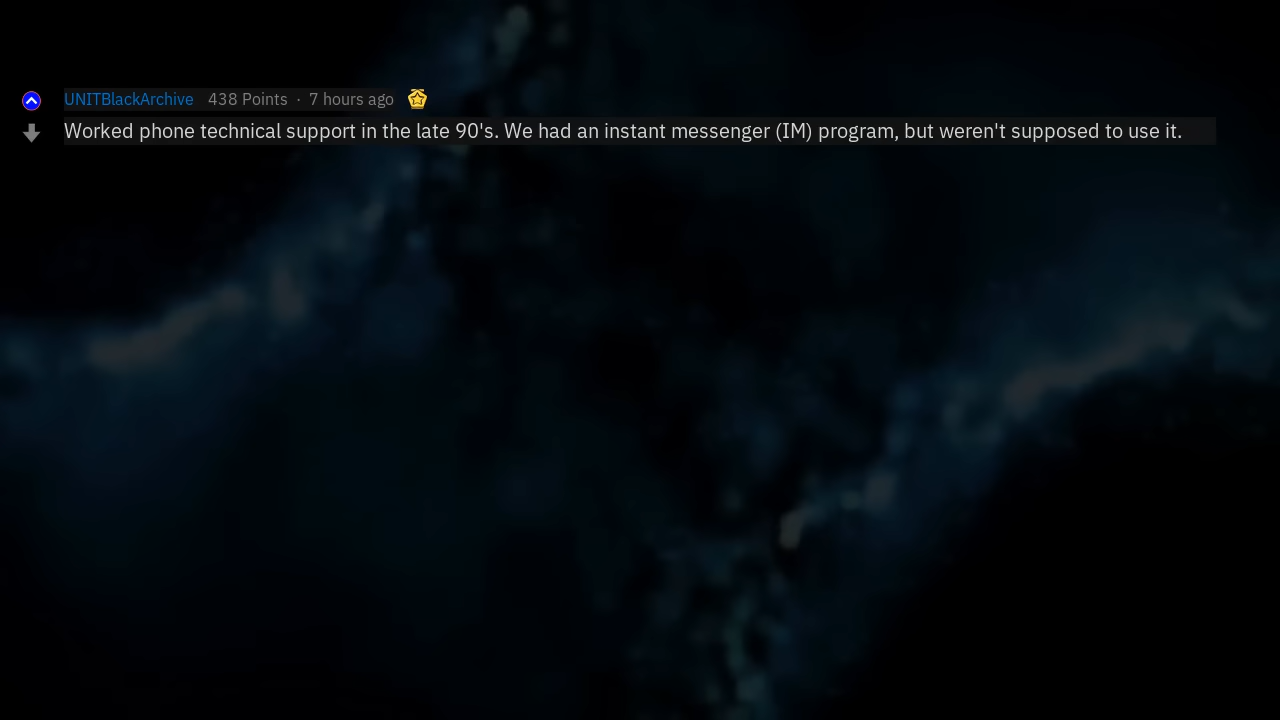 UNITBlackArchive 438 Points · 7 hours ago
Worked phone technical support in the late 90's. We had an instant messenger (IM) program, but weren't supposed to use it.